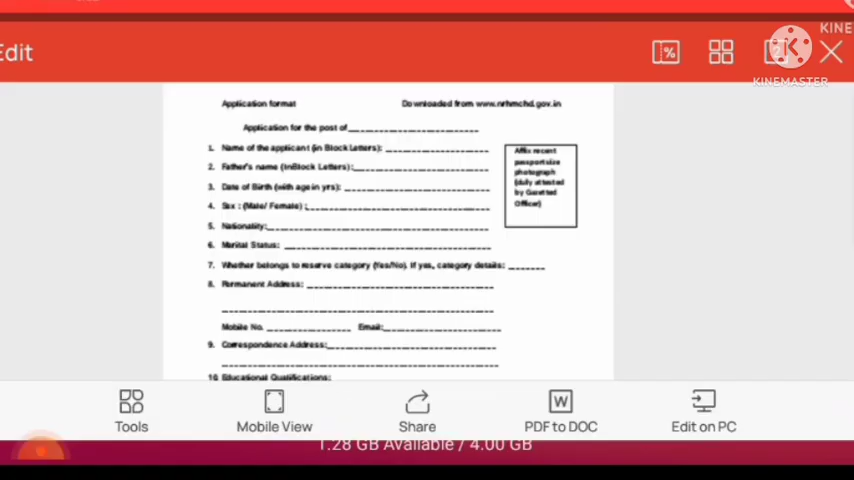 KINE
Edit
KINEMASTER
Application format Downloaded from www.nrhmchd.gov.in
Application for the post of
1. Name of the applicant (in Block Letters):
2. Father's name (InBlock Letters):
3. Date of Birth (with age in yrs):
4. Sex : (Male/ Female) :
5. Nationality:
6. Marital Status:
7. Whether belongs to reserve category (Yes/No). If yes, category details:
8. Permanent Address:
Mobile No. Email:
9. Correspondence Address:
10. Educational Qualifications:
Affix recent
passport size
photograph
(duly attested
by Gazetted
Officer)
Tools
Mobile View
Share
W
PDF to DOC
Edit on PC
1.28 GB Available / 4.00 GB